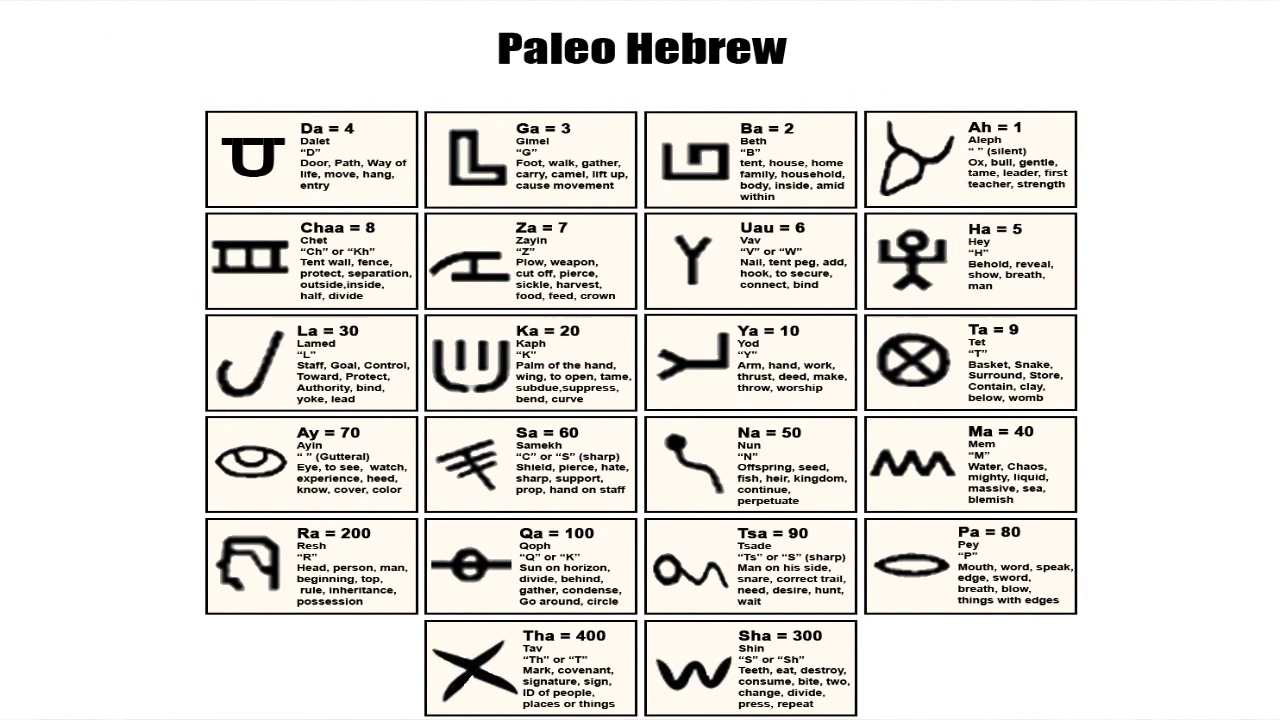 Paleo Hebrew
Da = 4
Dalet
“D”
Door, Path, Way of
life, move, hang,
entry
Ga = 3
Gimel
“G”
Foot, walk, gather,
carry, camel, lift up,
cause movement
Ba = 2
Beth
“B”
tent, house, home
family, household,
body, inside, amid
within
Ah = 1
Aleph
“ ” (silent)
Ox, bull, gentle,
tame, leader, first
teacher, strength
Chaa = 8
Chet
“Ch” or “Kh”
Tent wall, fence,
protect, separation,
outside,inside,
half, divide
Za = 7
Zayin
“Z”
Plow, weapon,
cut off, pierce,
sickle, harvest,
food, feed, crown
Uau = 6
Vav
“V” or “W”
Nail, tent peg, add,
hook, to secure,
connect, bind
Ha = 5
Hey
“H”
Behold, reveal,
show, breath,
man
La = 30
Lamed
“L”
Staff, Goal, Control,
Toward, Protect,
Authority, bind,
yoke, lead
Ka = 20
Kaph
“K”
Palm of the hand,
wing, to open, tame,
subdue,suppress,
bend, curve
Ya = 10
Yod
“Y”
Arm, hand, work,
thrust, deed, make,
throw, worship
Ta = 9
Tet
“T”
Basket, Snake,
Surround, Store,
Contain, clay,
below, womb
Ay = 70
Ayin
“ ” (Gutteral)
Eye, to see, watch,
experience, heed,
know, cover, color
Sa = 60
Samekh
“C” or “S” (sharp)
Shield, pierce, hate,
sharp, support,
prop, hand on staff
Na = 50
Nun
“N”
Offspring, seed,
fish, heir, kingdom,
continue,
perpetuate
Ma = 40
Mem
“M”
Water, Chaos,
mighty, liquid,
massive, sea,
blemish
Ra = 200
Resh
“R”
Head, person, man,
beginning, top,
rule, inheritance,
possession
Qa = 100
Qoph
“Q” or “K”
Sun on horizon,
divide, behind,
gather, condense,
Go around, circle
Tsa = 90
Tsade
“Ts” or “S” (sharp)
Man on his side,
snare, correct trail,
need, desire, hunt,
wait
Pa = 80
Pey
“P”
Mouth, word, speak,
edge, sword,
breath, blow,
things with edges
Tha = 400
Tav
“Th” or “T”
Mark, covenant,
signature, sign,
ID of people,
places or things
Sha = 300
Shin
“S” or “Sh”
Teeth, eat, destroy,
consume, bite, two,
change, divide,
press, repeat